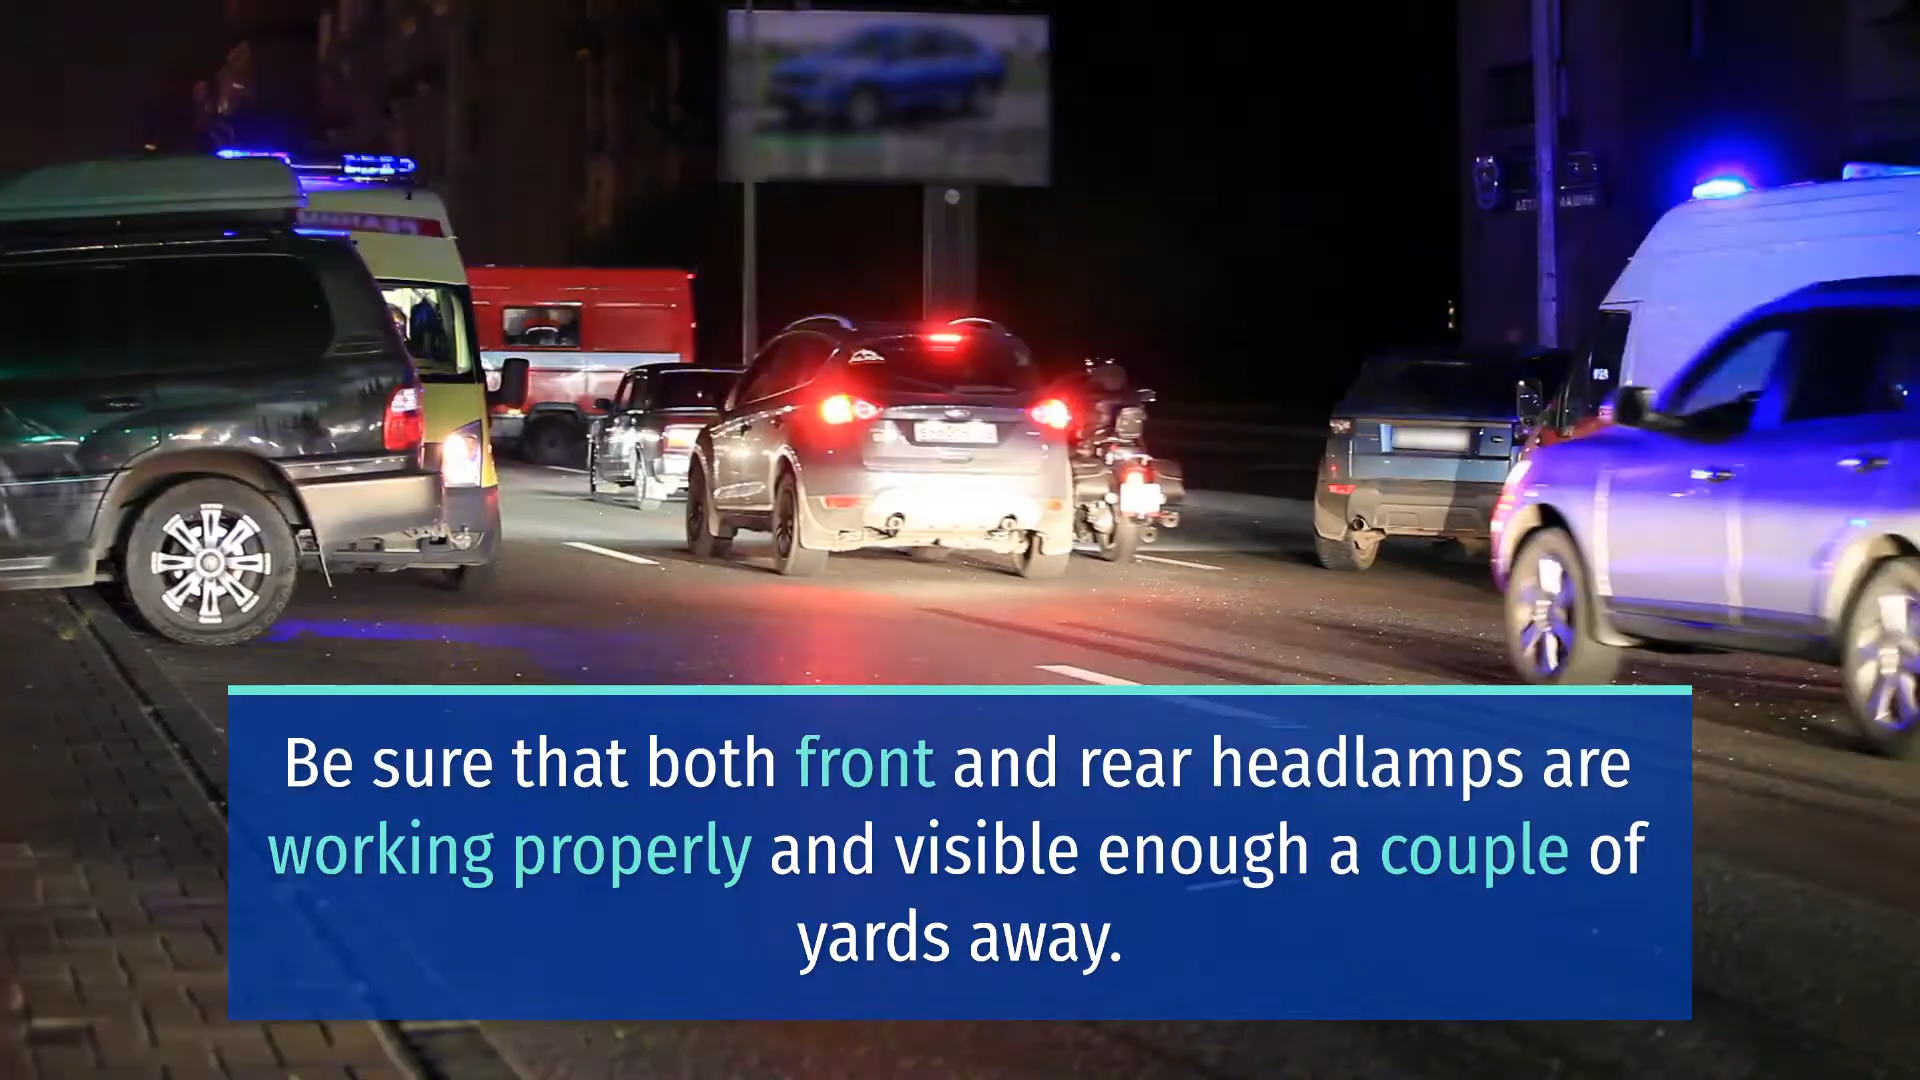 Be sure that both front and rear headlamps are
working properly and visible enough a couple of
yards away.